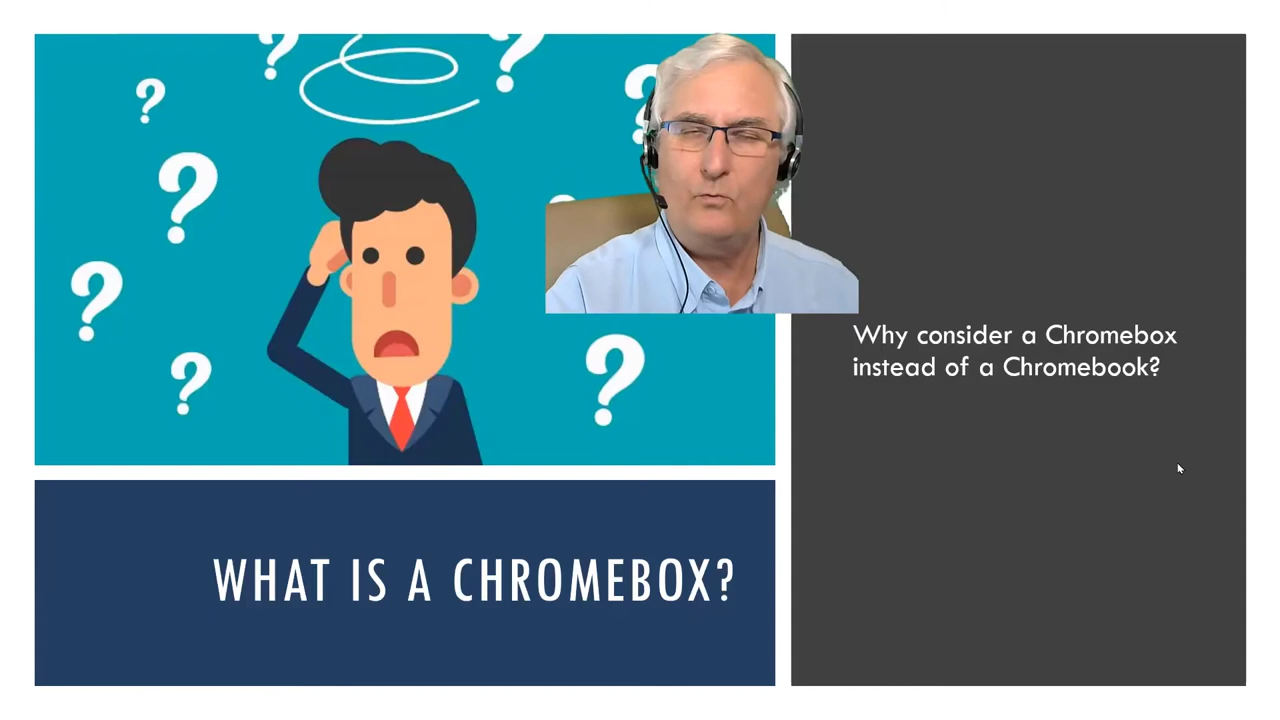 WHAT IS A CHROMEBOX?
Why consider a Chromebox
instead of a Chromebook?